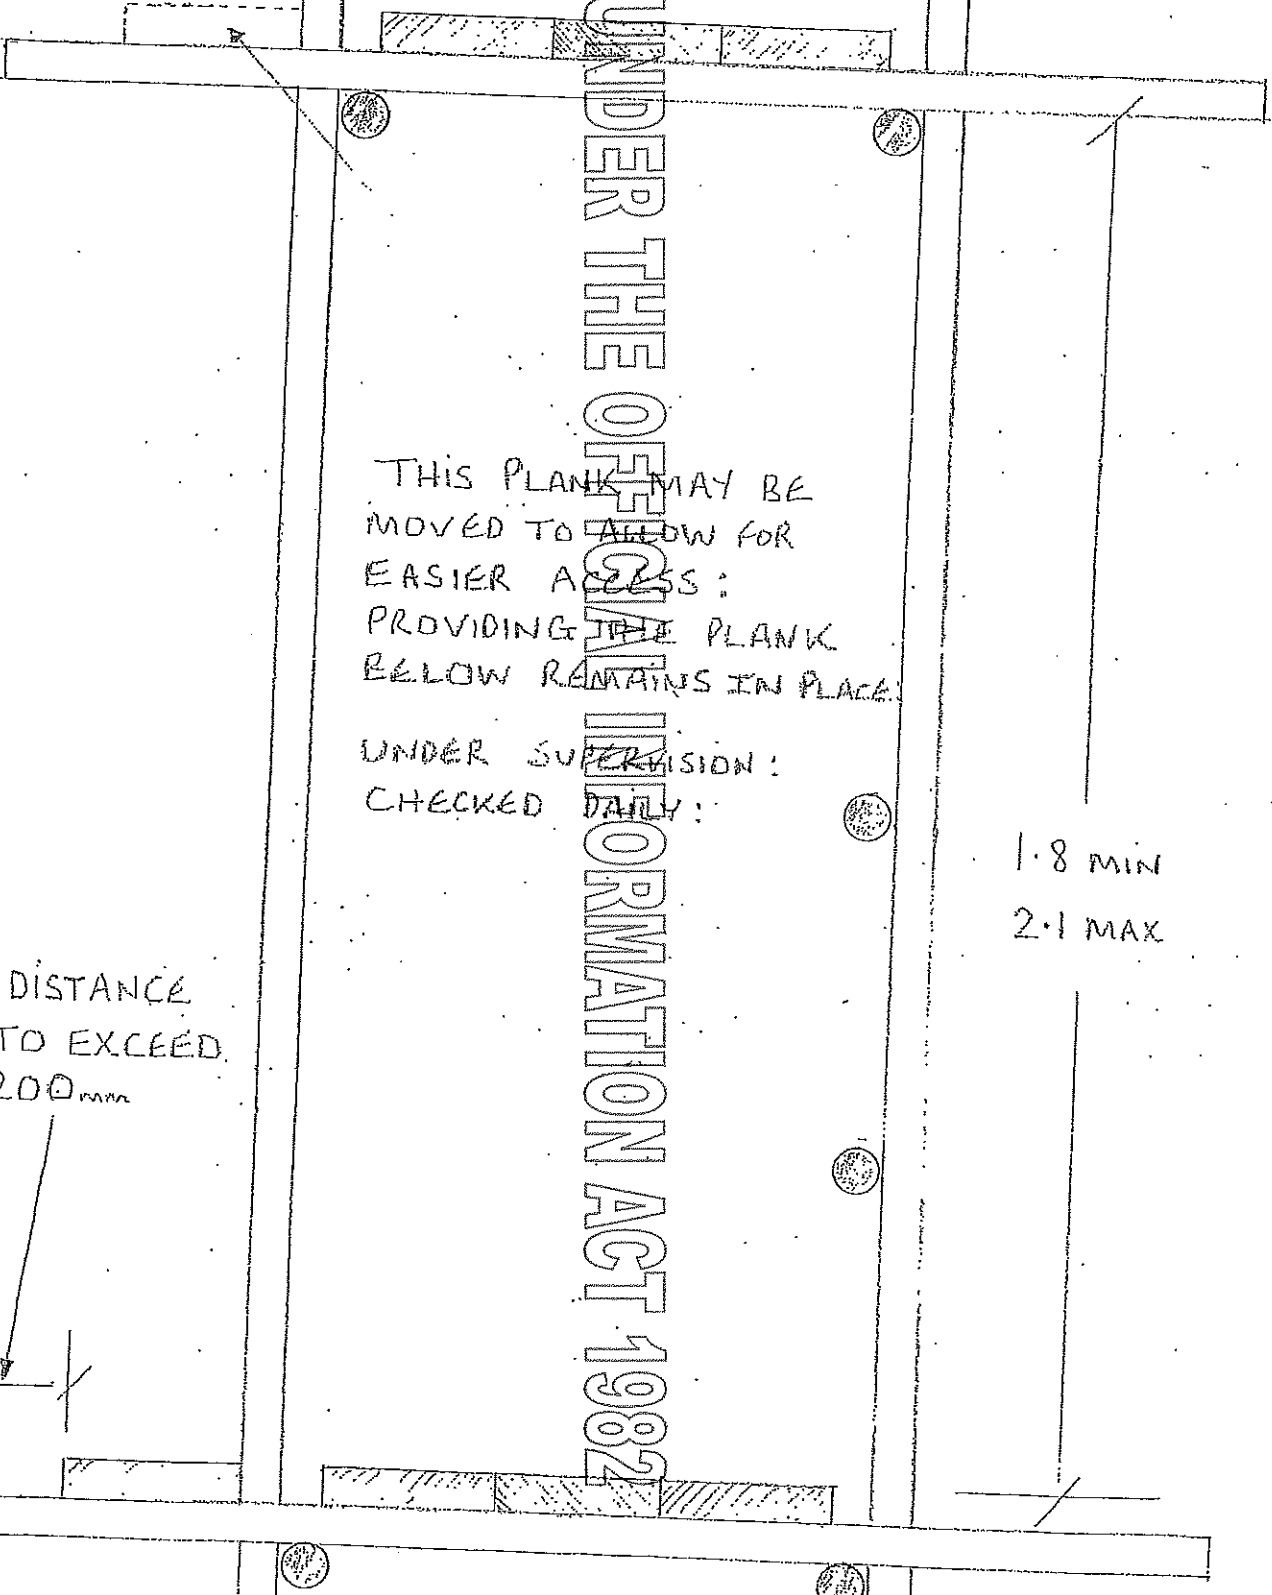 UNDER THE OFFICIAL INFORMATION ACT 1982
THIS PLANK MAY BE
MOVED TO ALLOW FOR
EASIER ACCESS:
PROVIDING THE PLANK
BELOW REMAINS IN PLACE:
UNDER SUPERVISION:
CHECKED DAILY:
1.8 MIN
2.1 MAX
DISTANCE
TO EXCEED
200mm